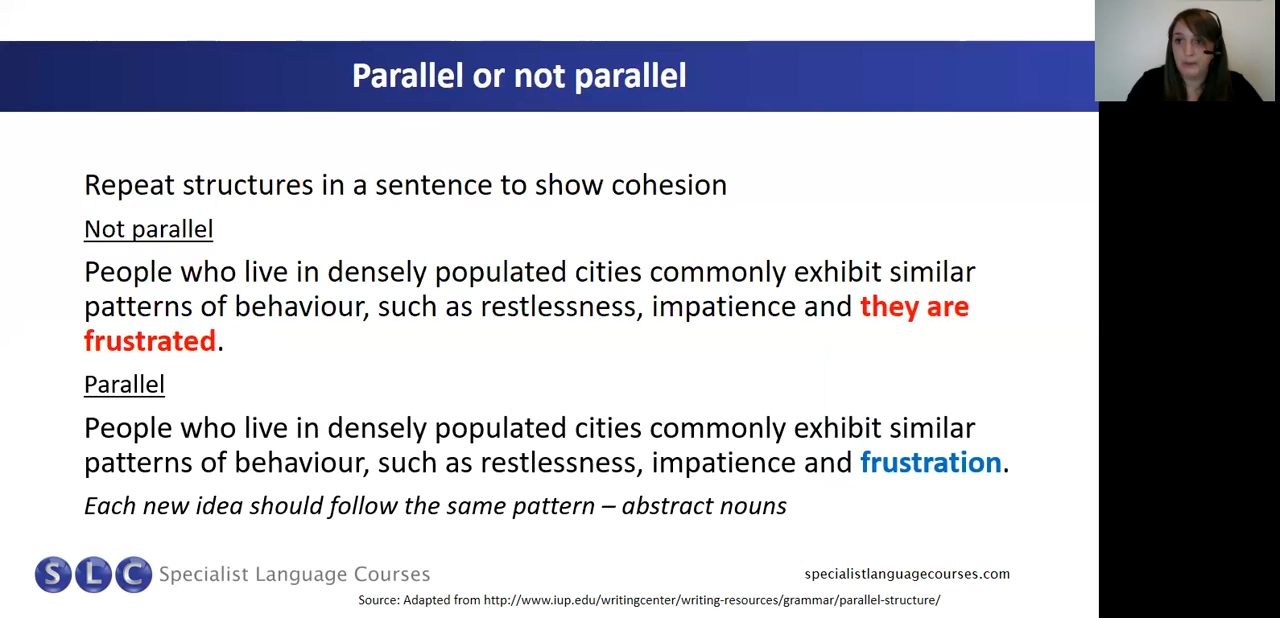 Parallel or not parallel
Repeat structures in a sentence to show cohesion
Not parallel
People who live in densely populated cities commonly exhibit similar
patterns of behaviour, such as restlessness, impatience and they are
frustrated.
Parallel
People who live in densely populated cities commonly exhibit similar
patterns of behaviour, such as restlessness, impatience and frustration.
Each new idea should follow the same pattern – abstract nouns
SLC Specialist Language Courses
specialistlanguagecourses.com
Source: Adapted from http://www.iup.edu/writingcenter/writing-resources/grammar/parallel-structure/